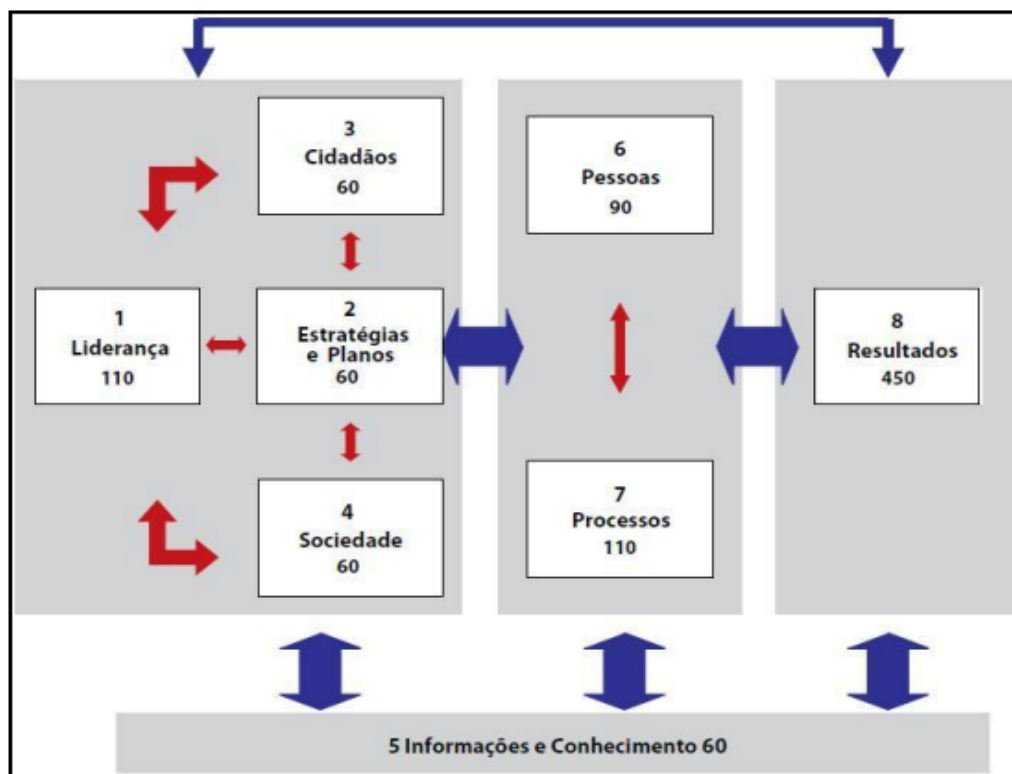 3
Cidadãos
60
6
Pessoas
90
1
Liderança
110
2
Estratégias
e Planos
60
8
Resultados
450
4
Sociedade
60
7
Processos
110
5 Informações e Conhecimento 60